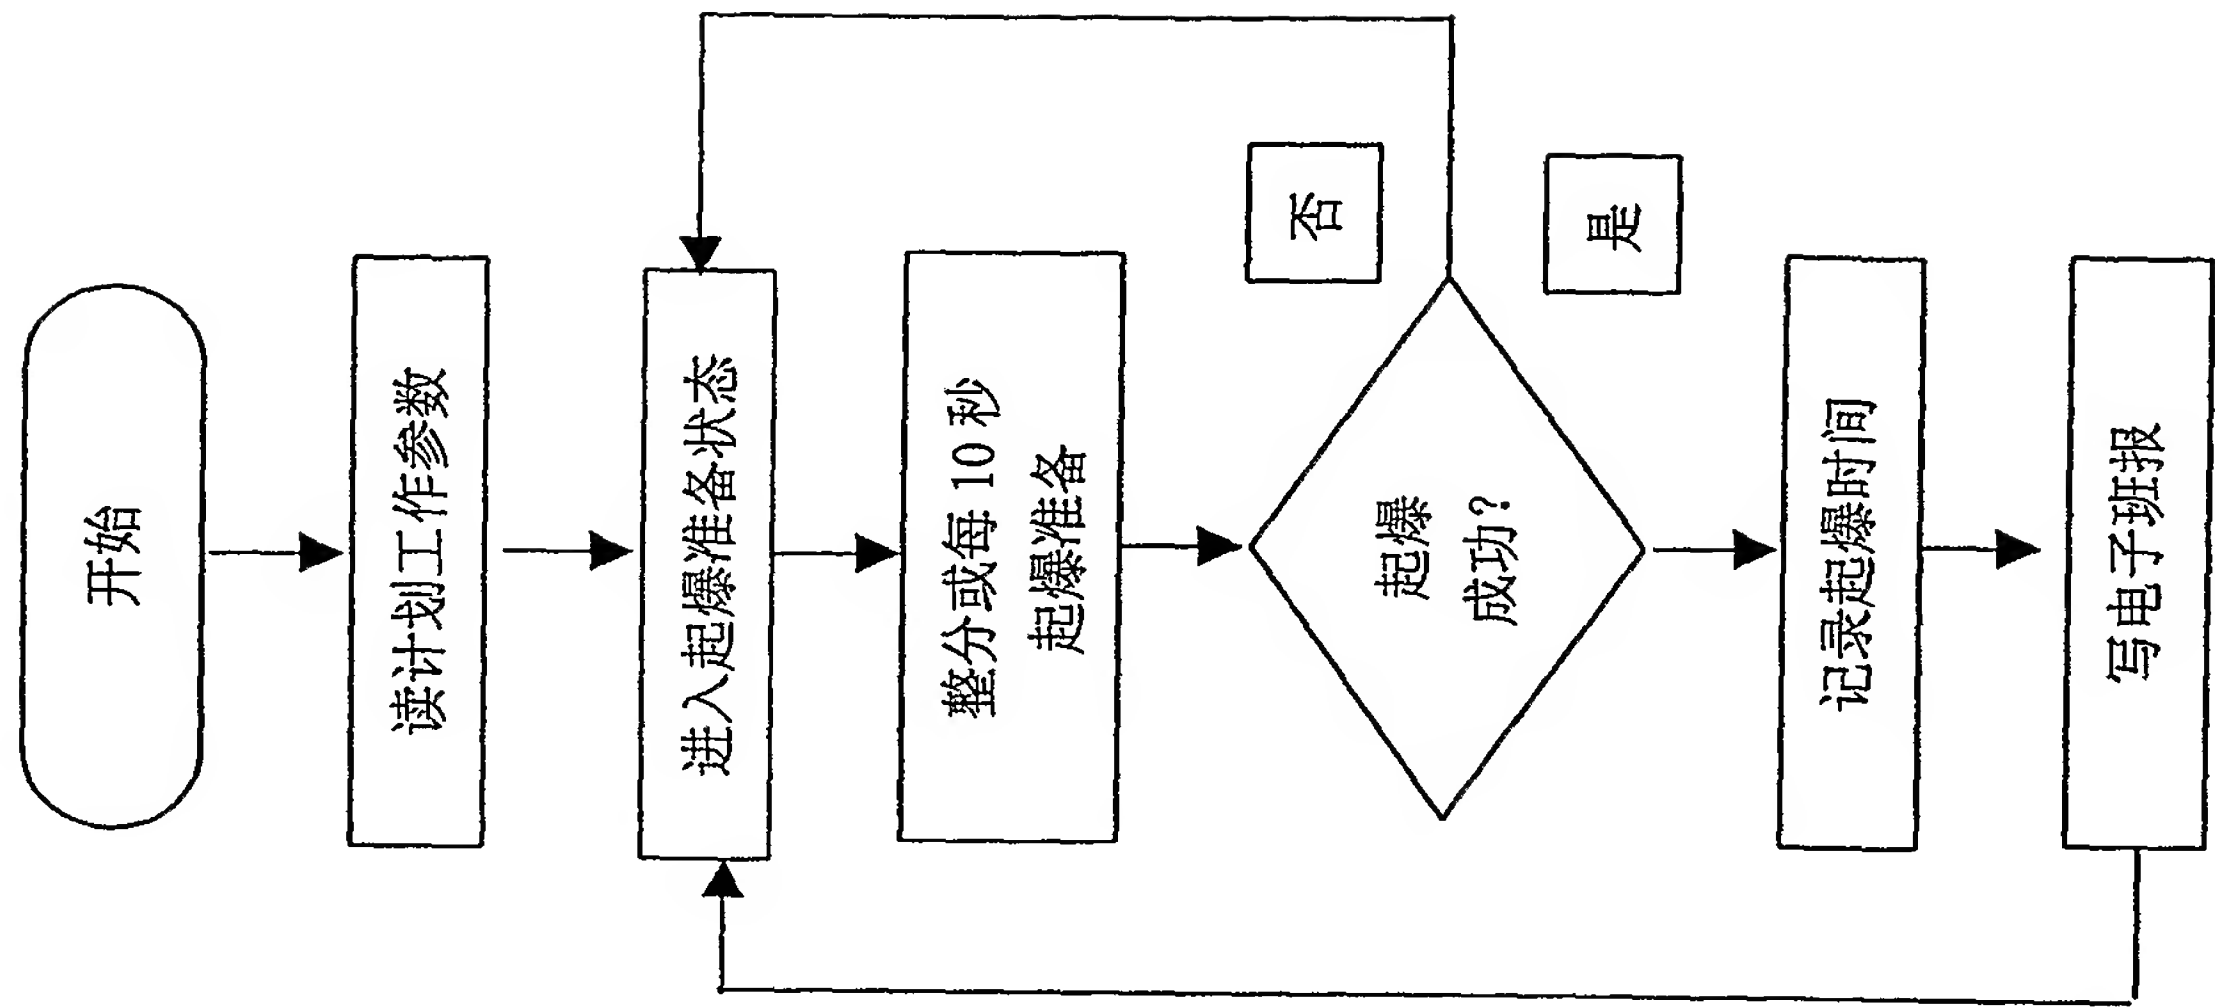 开始
读计划工作参数
进入起爆准备状态
整分或每 10 秒
起爆准备
起爆
成功?
否
是
记录起爆时间
写电子班报